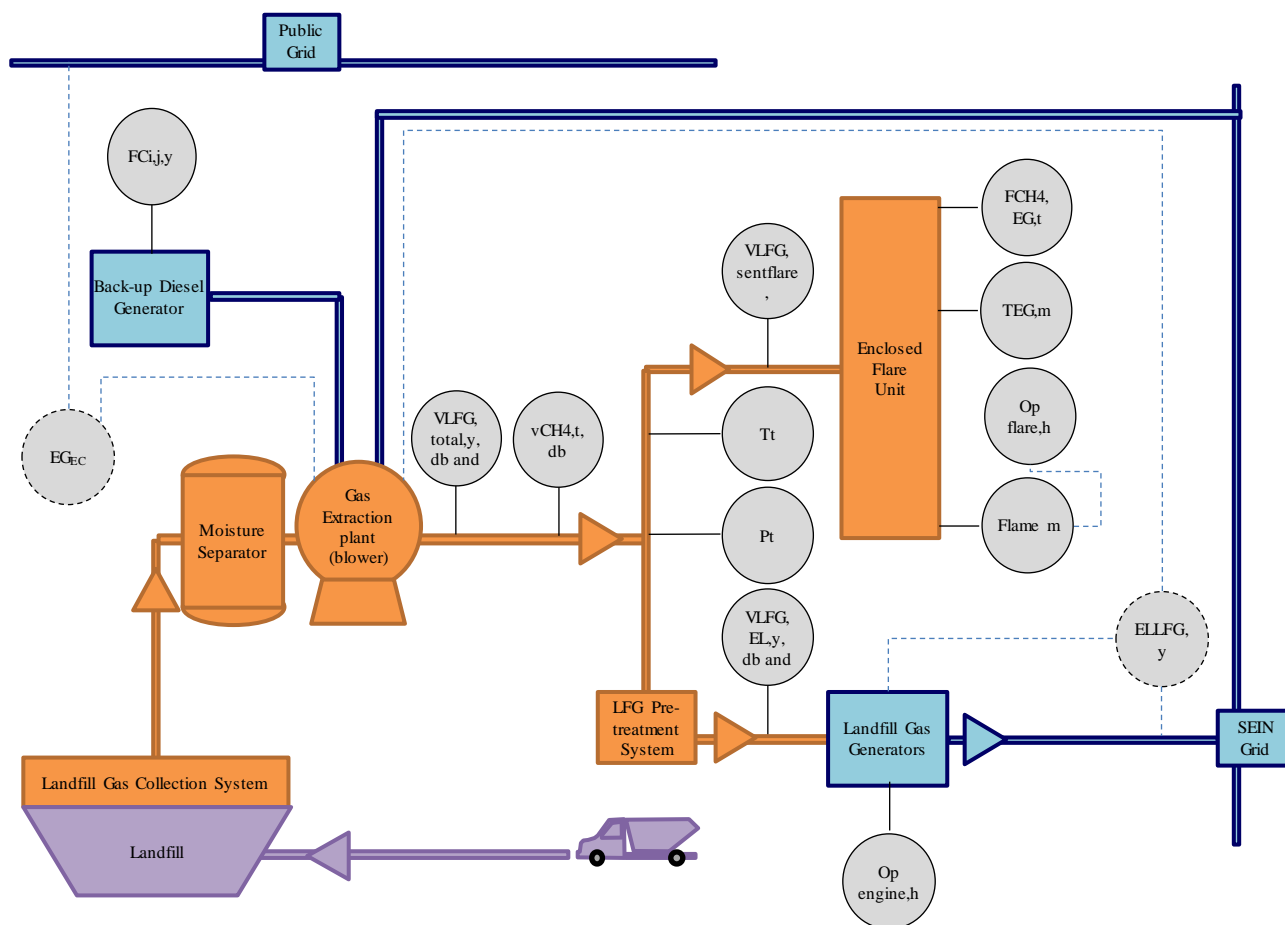 Public
Grid
FCi,j,y
Back-up Diesel
Generator
EGEC
Moisture
Separator
Gas
Extraction
plant
(blower)
VLFG,
total,y,
db and
vCH4,t,
db
VLFG,
sentflare
,
Tt
Pt
VLFG,
EL,y,
db and
Enclosed
Flare
Unit
FCH4,
EG,t
TEG,m
Op
flare,h
Flame m
ELLFG,
y
LFG Pre-
treatment
System
Landfill Gas
Generators
SEIN
Grid
Landfill Gas Collection System
Landfill
Op
engine,h